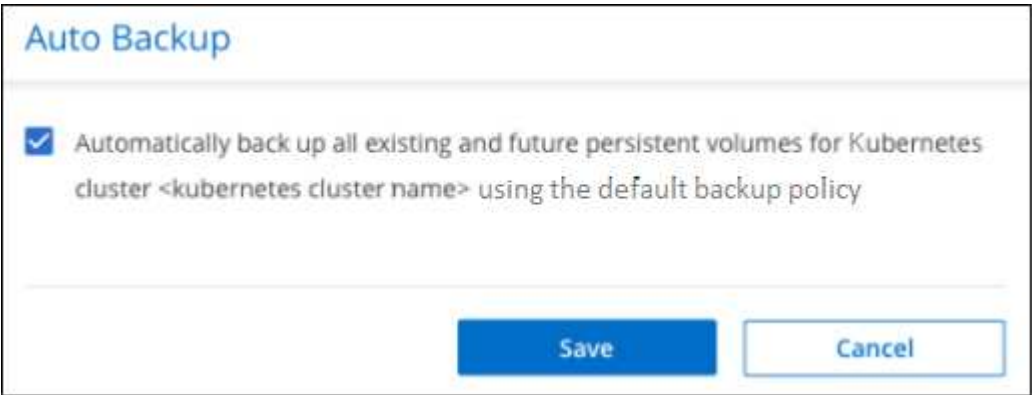 Auto Backup
Automatically back up all existing and future persistent volumes for Kubernetes
cluster <kubernetes cluster name> using the default backup policy
Save
Cancel